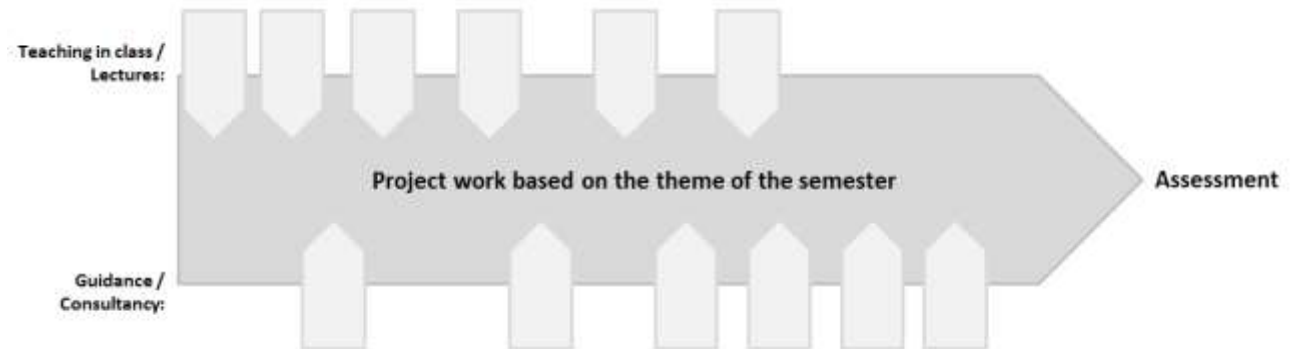 Teaching in class /
Lectures:
Project work based on the theme of the semester
Assessment
Guidance /
Consultancy: